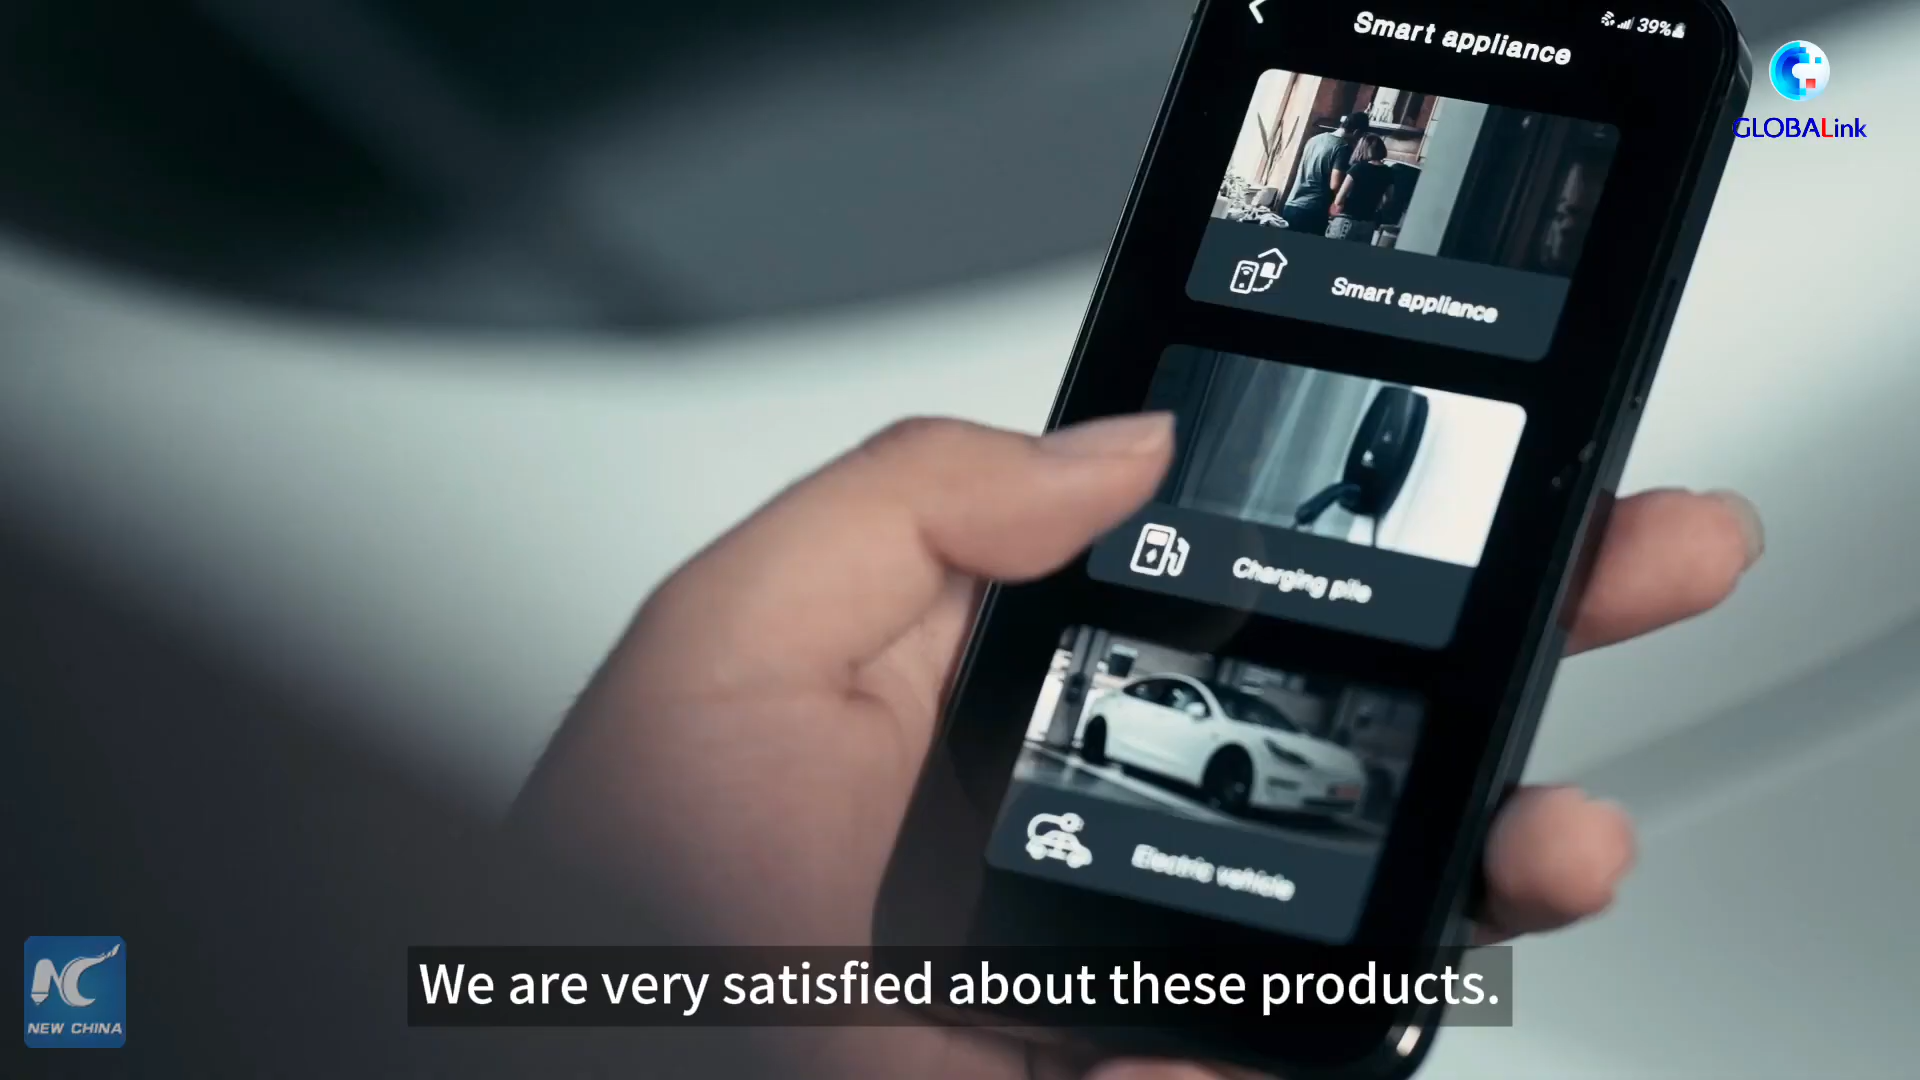 Smart appliance
39%
GLOBALink
Smart appliance
Charging pile
Electric vehicle
We are very satisfied about these products.
NC
NEW CHINA